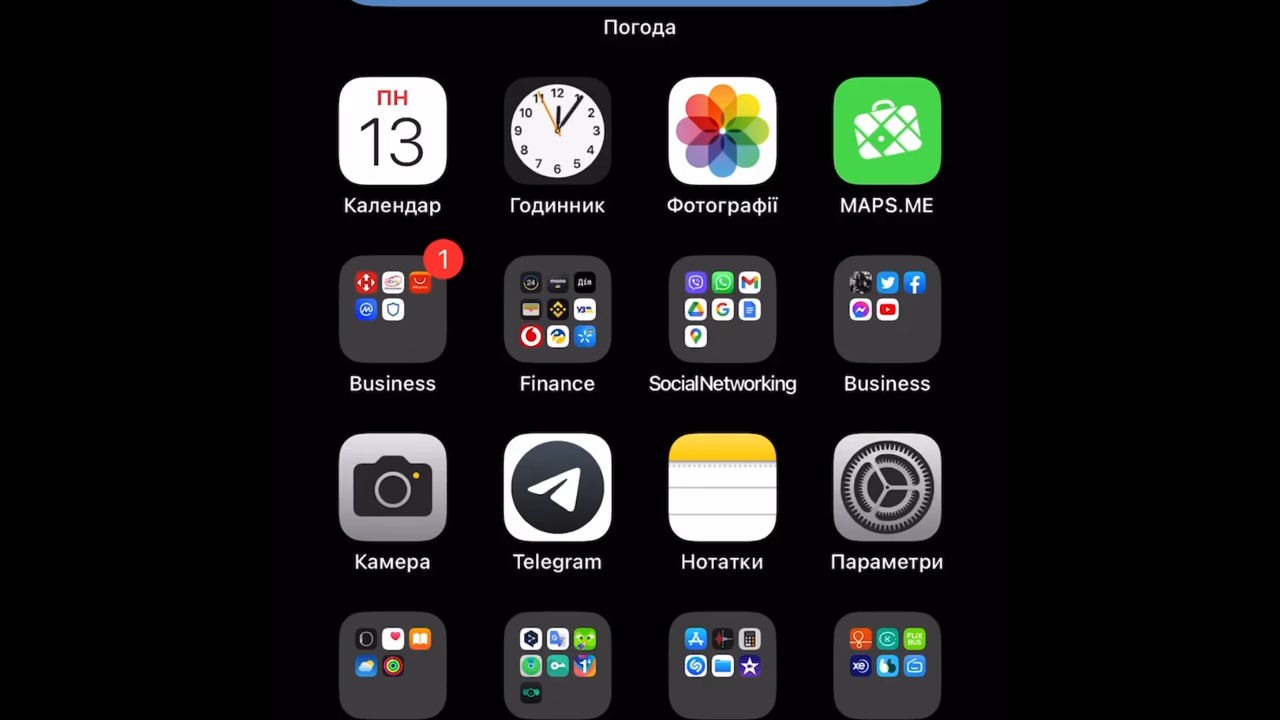 Погода
ПН
13
Календар
Годинник
Фотографії
MAPS.ME
1
Business
Finance
SocialNetworking
Business
Камера
Telegram
Нотатки
Параметри